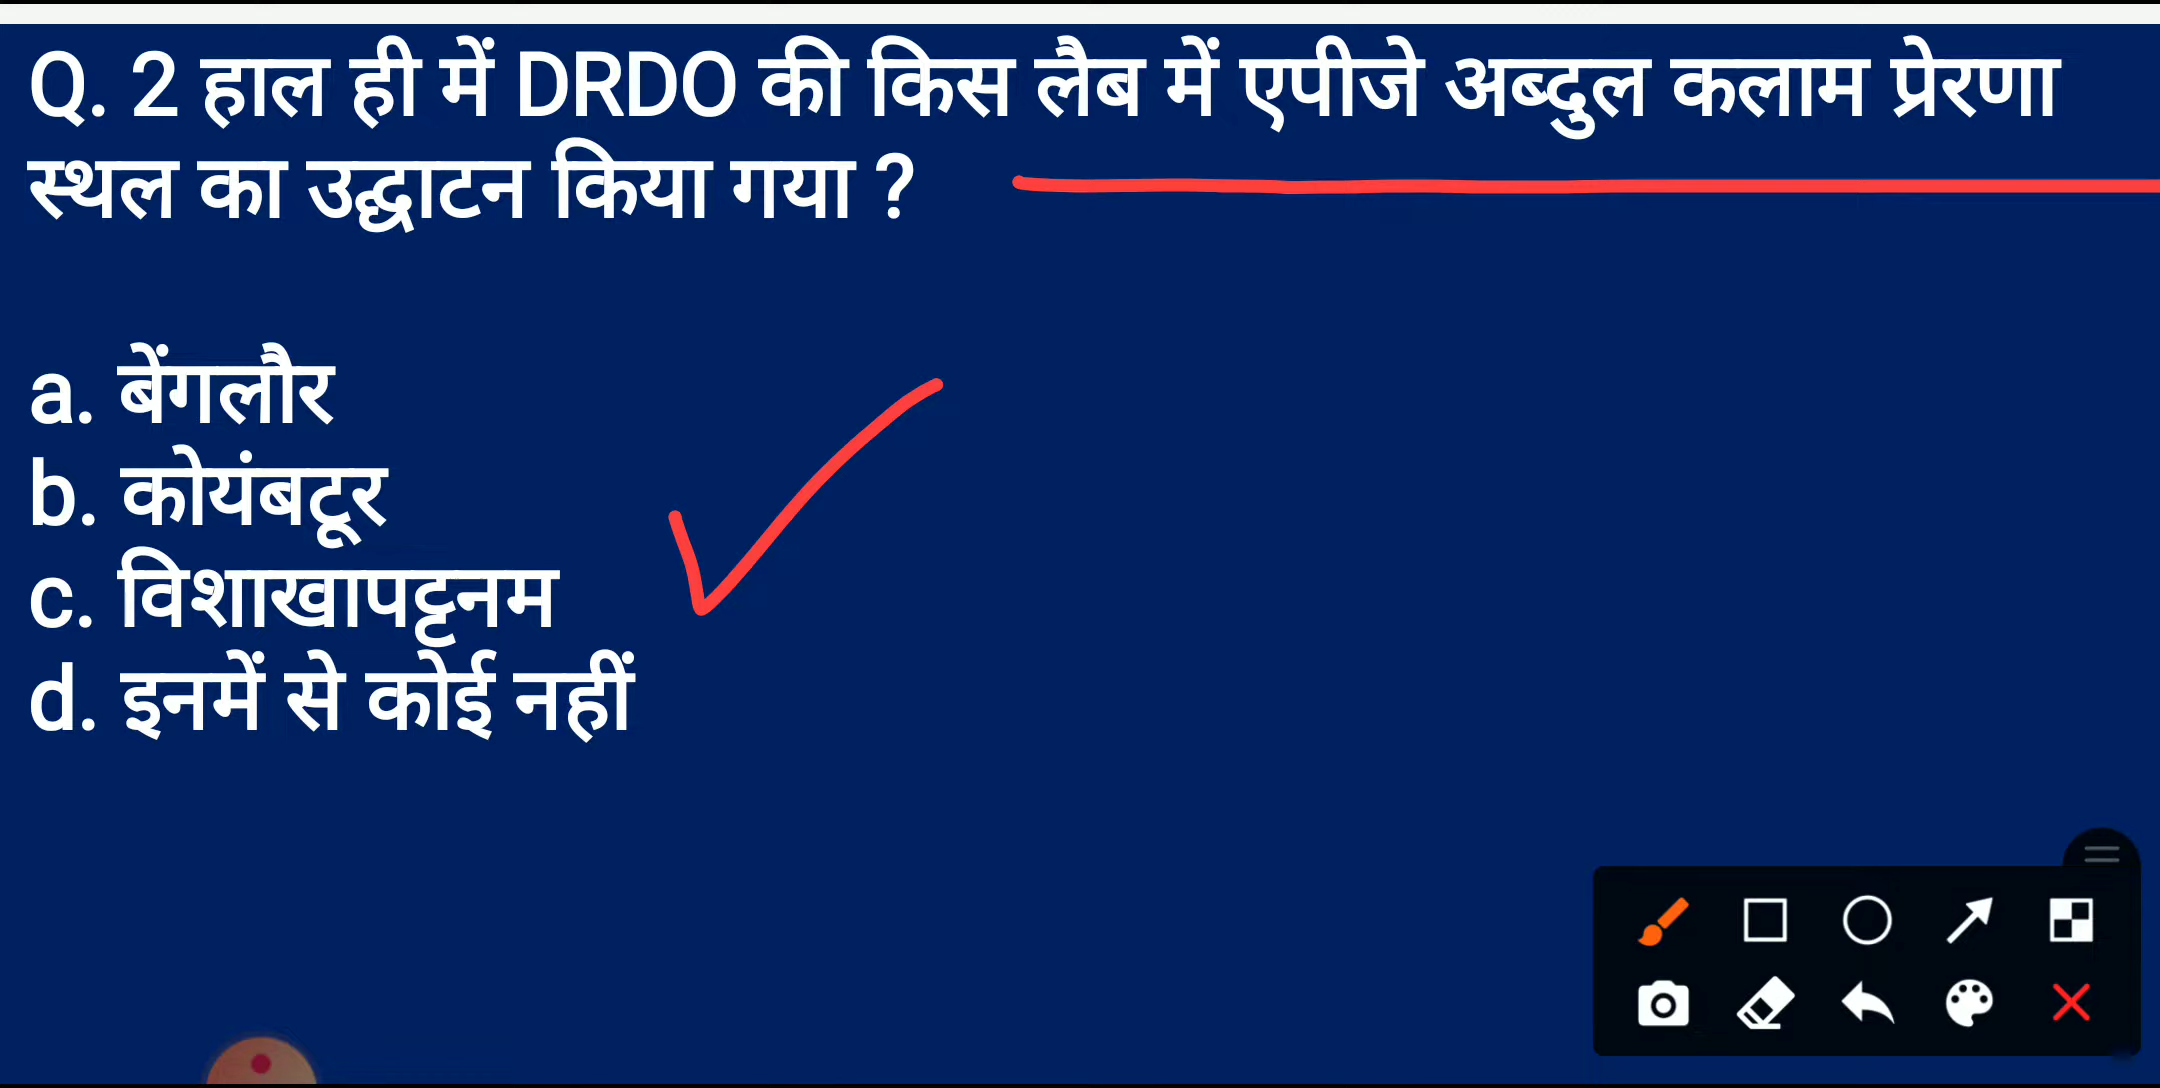 Q. 2 हाल ही में DRDO की किस लैब में एपीजे अब्दुल कलाम प्रेरणा
स्थल का उद्घाटन किया गया ?
a. बेंगलौर
b. कोयंबटूर
c. विशाखापट्टनम
d. इनमें से कोई नहीं